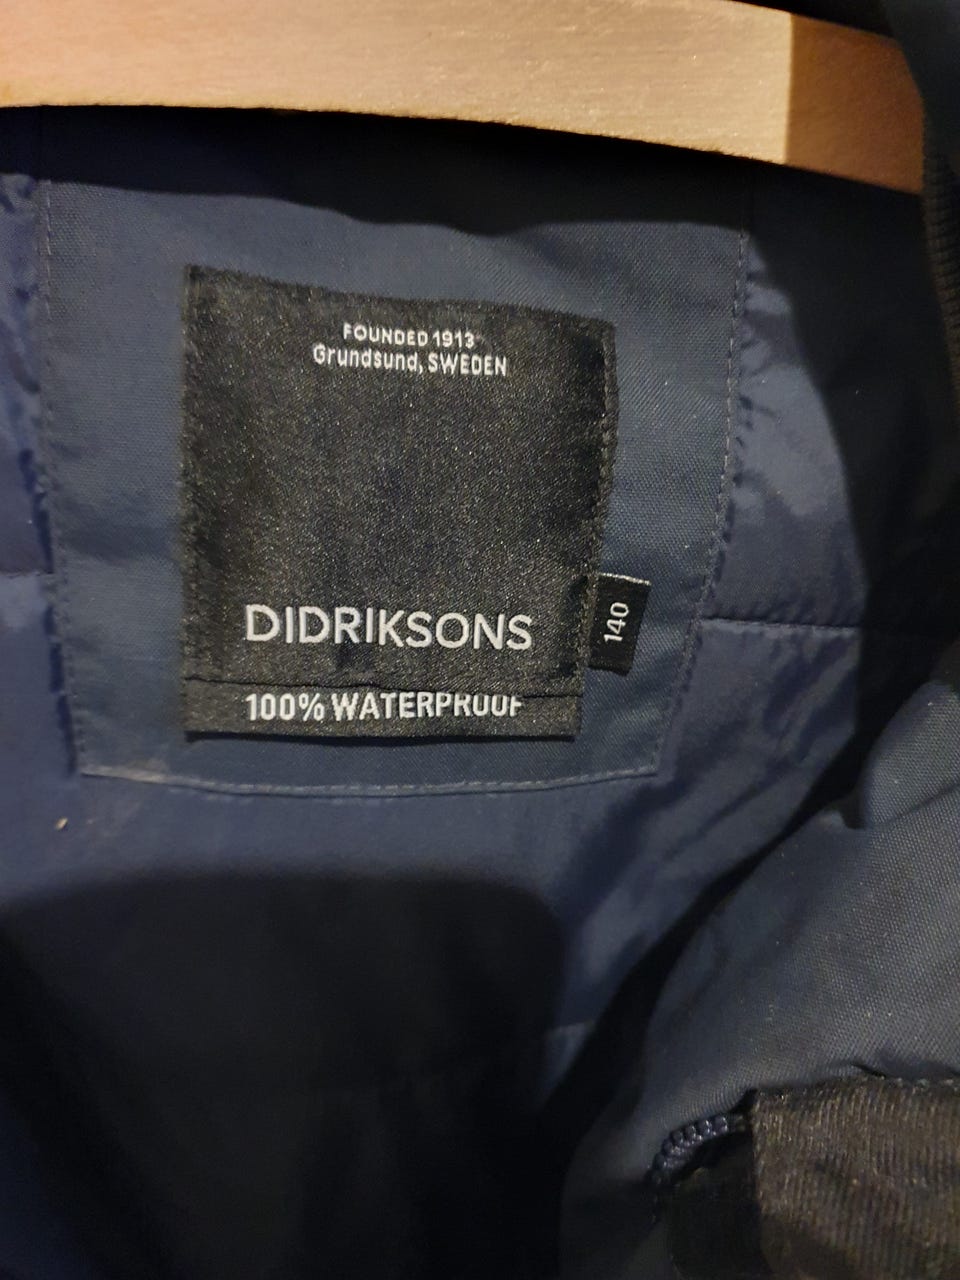 FOUNDED 1913
Grundsund, SWEDEN
DIDRIKSONS
140
100% WATERPROOF